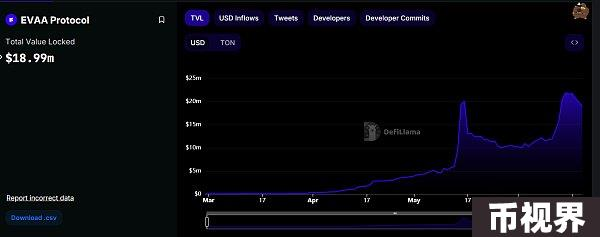 EVAA Protocol
Total Value Locked
$18.99m
Report incorrect data
Download .csv
TVL
USD Inflows
Tweets
Developers
Developer Commits
USD TON
<>
$25m
$20m
$15m
$10m
$5m
$0
DefiLlama
Mar 17 Apr 17 May 17
币视界